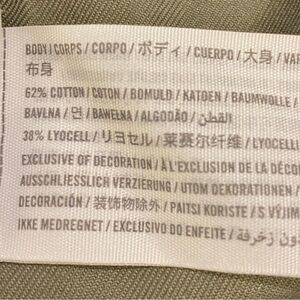 BODY / CORPS / CORPO / ボディ / CUERPO / 大身 / VAR
布身
62% COTTON / COTON / BOMULD / KATOEN / BAUMWOLLE /
BAVLNA / 면 / BAWEŁNA / ALGODÃO / القطن /
38% LYOCELL / リヨセル / 莱赛尔纤维 / LYOCELL
EXCLUSIVE OF DECORATION / À L'EXCLUSION DE LA DÉCO
AUSSCHLIESSLICH VERZIERUNG / UTOM DEKORATIONEN /
DECORACIÓN / 装饰物除外 / PAITSI KORISTE / S VÝJIM
IKKE MEDREGNET / EXCLUSIVO DO ENFEITE / دون زخرفة